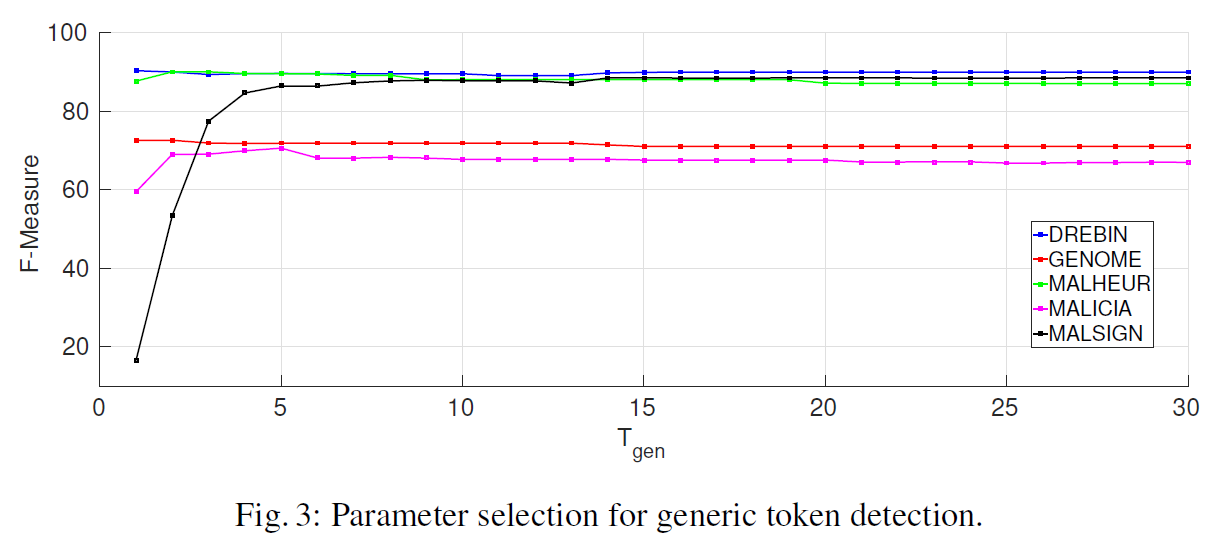 100
80
60
40
20
F-Measure
0
5
10
15
20
25
30
T_gen
DREBIN
GENOME
MALHEUR
MALICIA
MALSIGN
Fig. 3: Parameter selection for generic token detection.